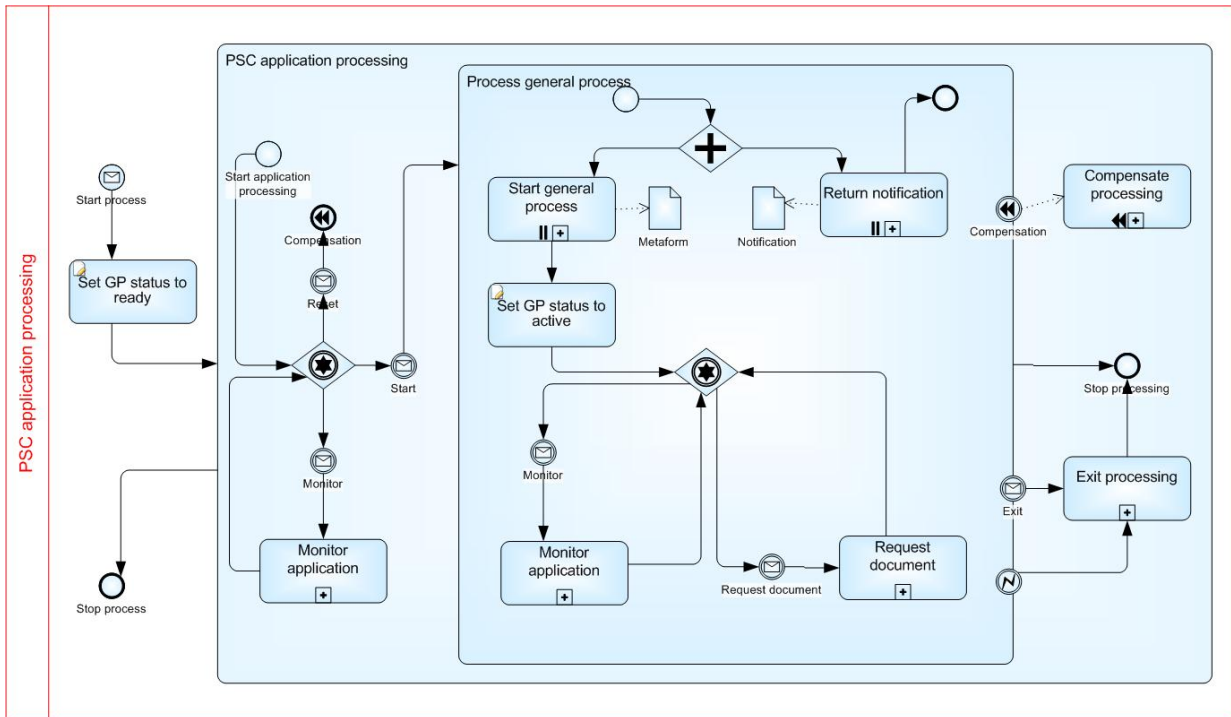 PSC application processing
PSC application processing
Process general process
Start process
Set GP status to
ready
Stop process
Start application
processing
Compensation
Reset
Start
Monitor
Monitor
application
Start general
process
Metaform
Notification
Return notification
Set GP status to
active
Monitor
Monitor
application
Request document
Request
document
Compensation
Compensate
processing
Stop processing
Exit processing
Exit